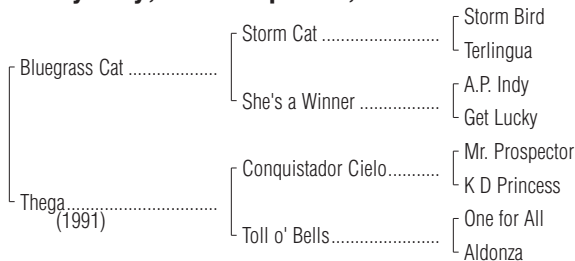 Storm Bird
Storm Cat ....................
Terlingua
Bluegrass Cat ..................
A.P. Indy
She's a Winner ..................
Get Lucky
Mr. Prospector
Conquistador Cielo...........
K D Princess
Thega..............................
(1991)
One for All
Toll o' Bells......................
Aldonza